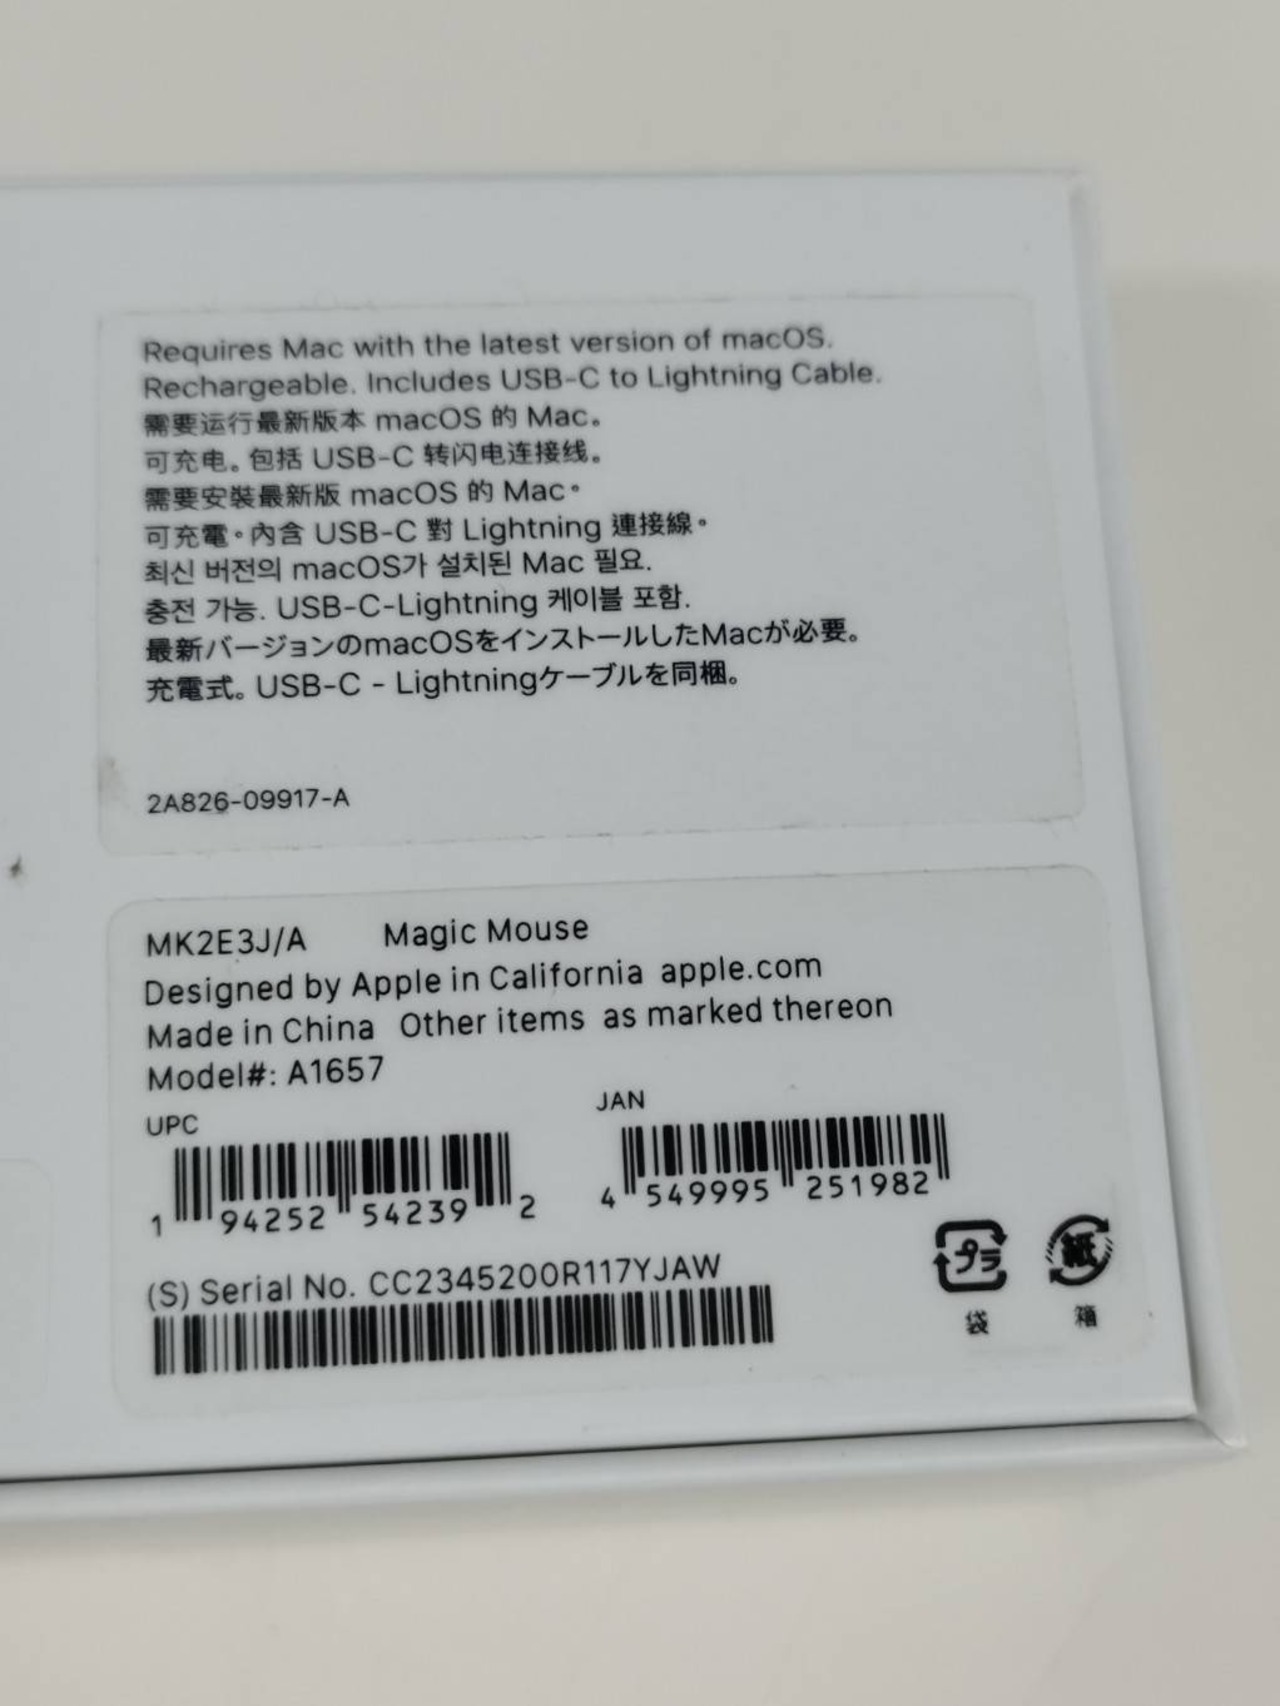 Requires Mac with the latest version of macOS.
Rechargeable. Includes USB-C to Lightning Cable.
需要运行最新版本 macOS 的 Mac。
可充电。包括 USB-C 转闪电连接线。
需要安裝最新版 macOS 的 Mac。
可充電。內含 USB-C 對 Lightning 連接線。
최신 버전의 macOS가 설치된 Mac 필요.
충전 가능. USB-C-Lightning 케이블 포함.
最新バージョンのmacOSをインストールしたMacが必要。
充電式。USB-C - Lightningケーブルを同梱。
2A826-09917-A
MK2E3J/A Magic Mouse
Designed by Apple in California apple.com
Made in China Other items as marked thereon
Model#: A1657
UPC JAN
1 94252 54239 2 4 549995 251982
(S) Serial No. CC2345200R117YJAW
プラ 紙
袋 箱